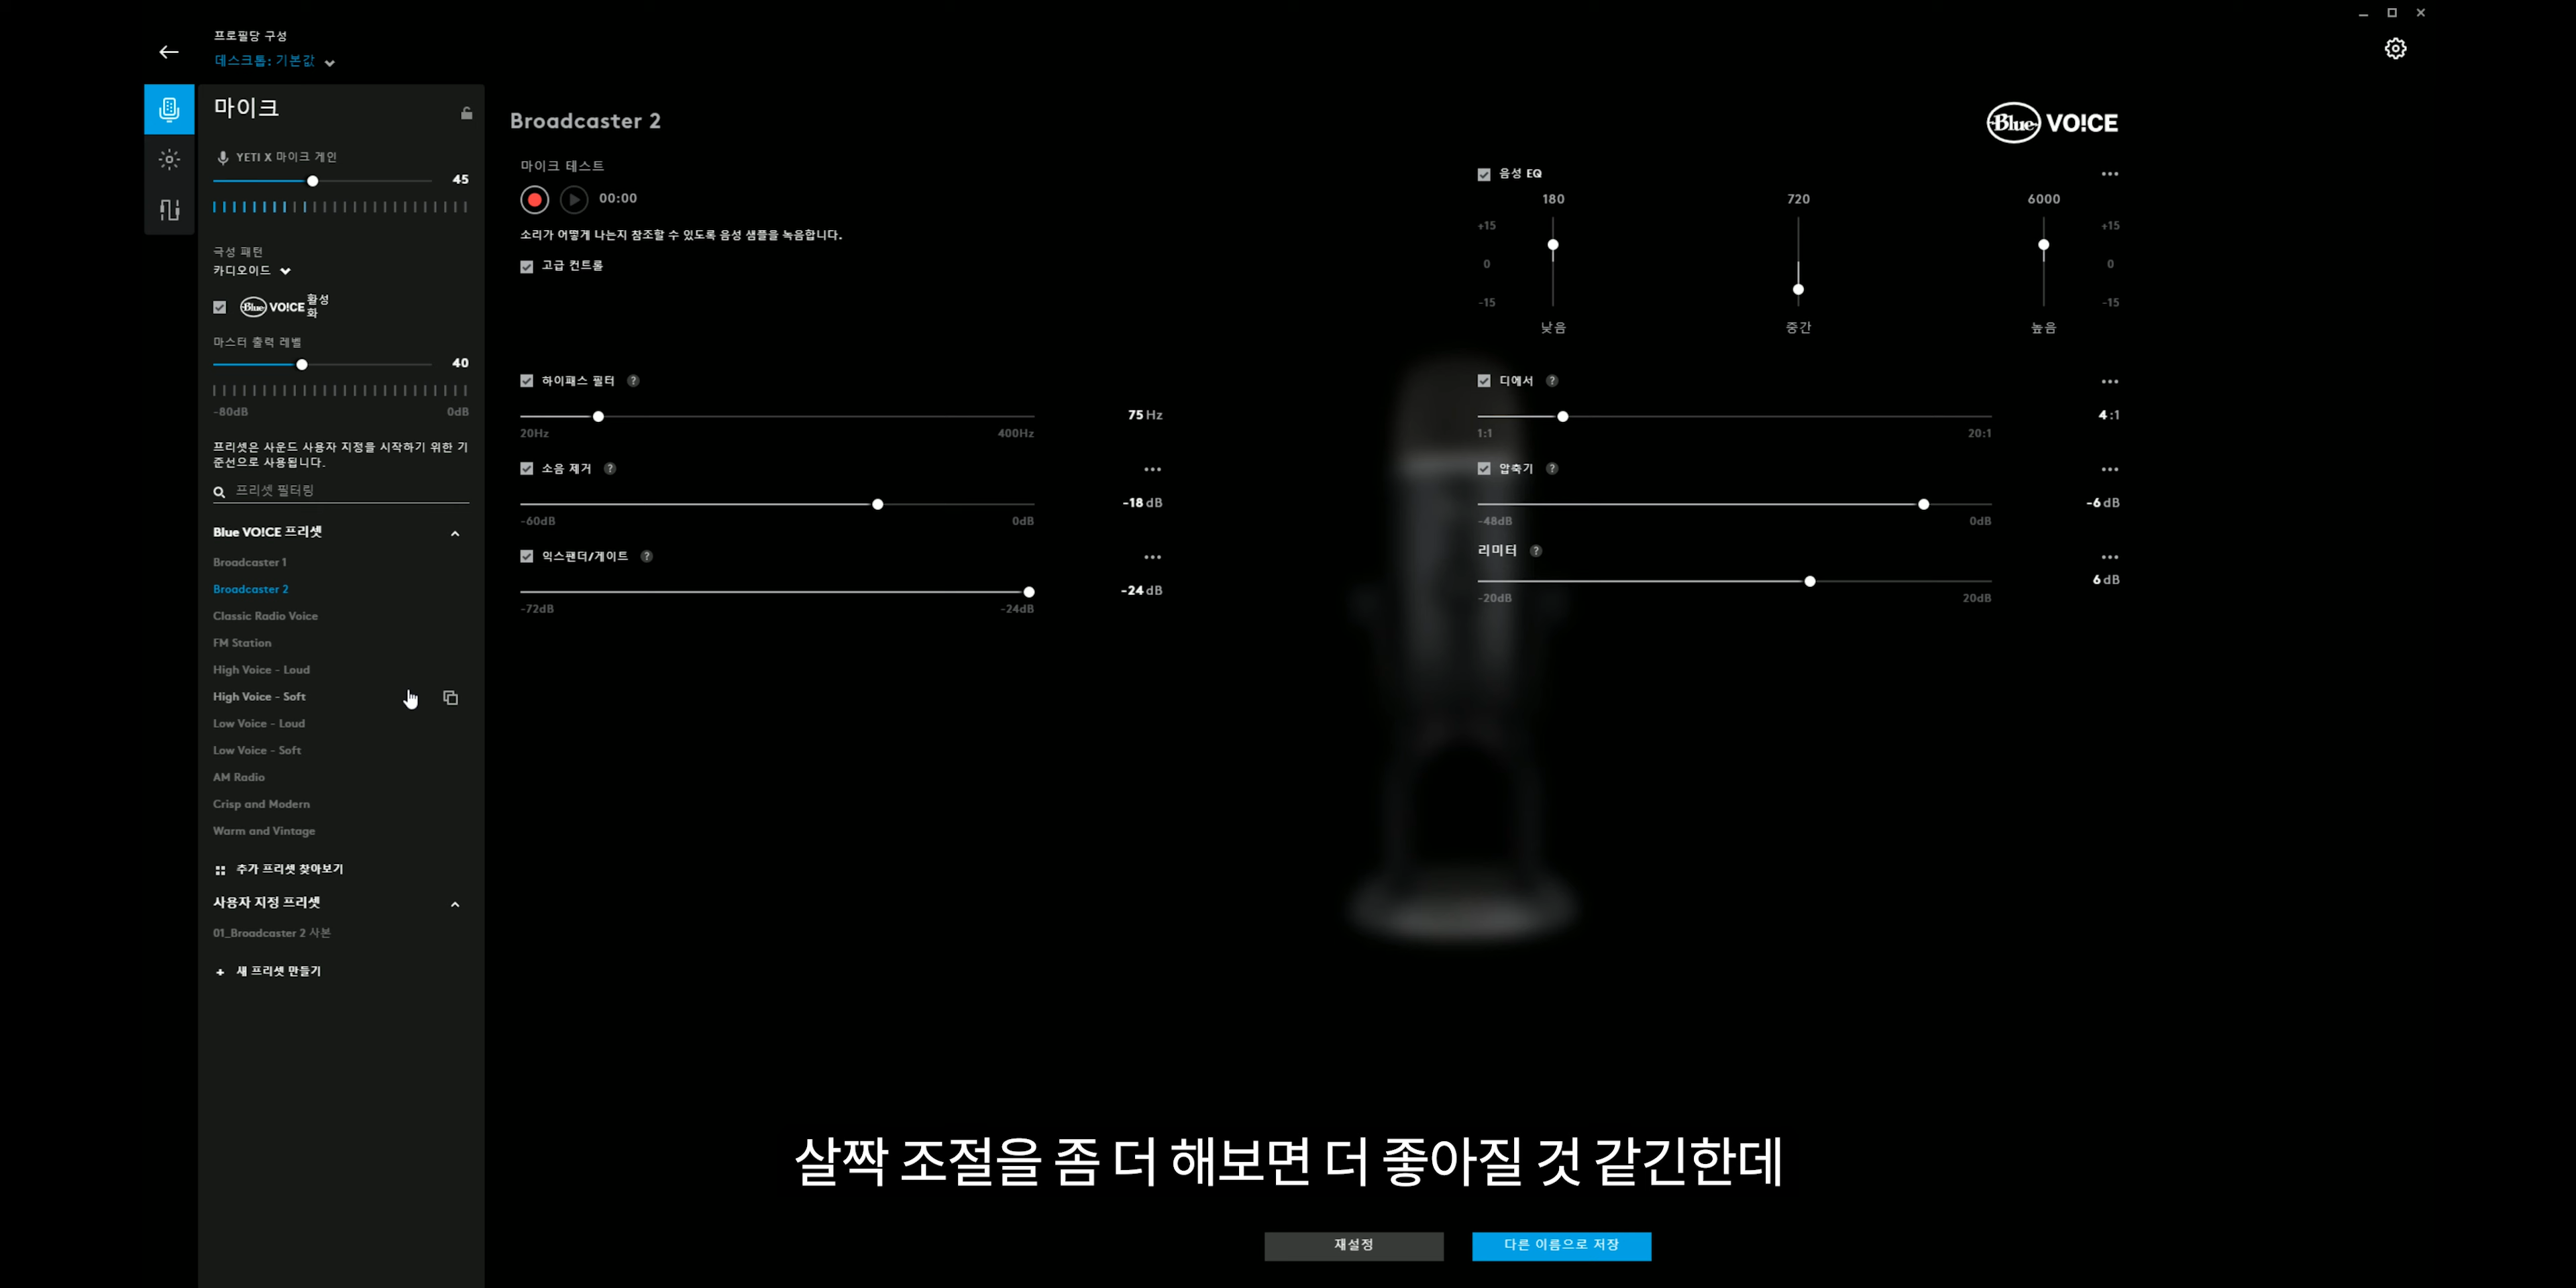 프로필당 구성
데스크톱: 기본값
마이크
YETI X 마이크 게인
45
극성 패턴
카디오이드
Blue VO!CE 활성
화
마스터 출력 레벨
40
-80dB 0dB
프리셋은 사운드 사용자 지정을 시작하기 위한 기
준선으로 사용됩니다.
프리셋 필터링
Blue VO!CE 프리셋
Broadcaster 1
Broadcaster 2
Classic Radio Voice
FM Station
High Voice - Loud
High Voice - Soft
Low Voice - Loud
Low Voice - Soft
AM Radio
Crisp and Modern
Warm and Vintage
추가 프리셋 찾아보기
사용자 지정 프리셋
01_Broadcaster 2 사본
+ 새 프리셋 만들기
Broadcaster 2
Blue VO!CE
마이크 테스트
00:00
소리가 어떻게 나는지 참조할 수 있도록 음성 샘플을 녹음합니다.
고급 컨트롤
음성 EQ
180 720 6000
+15 +15
0 0
-15 -15
낮음 중간 높음
하이패스 필터 ?
75 Hz
20Hz 400Hz
소음 제거 ?
-18 dB
-60dB 0dB
익스팬더/게이트 ?
-24 dB
-72dB -24dB
디에서 ?
4:1
1:1 20:1
압축기 ?
-6 dB
-48dB 0dB
리미터 ?
6 dB
-20dB 20dB
살짝 조절을 좀 더 해보면 더 좋아질 것 같긴한데
재설정
다른 이름으로 저장